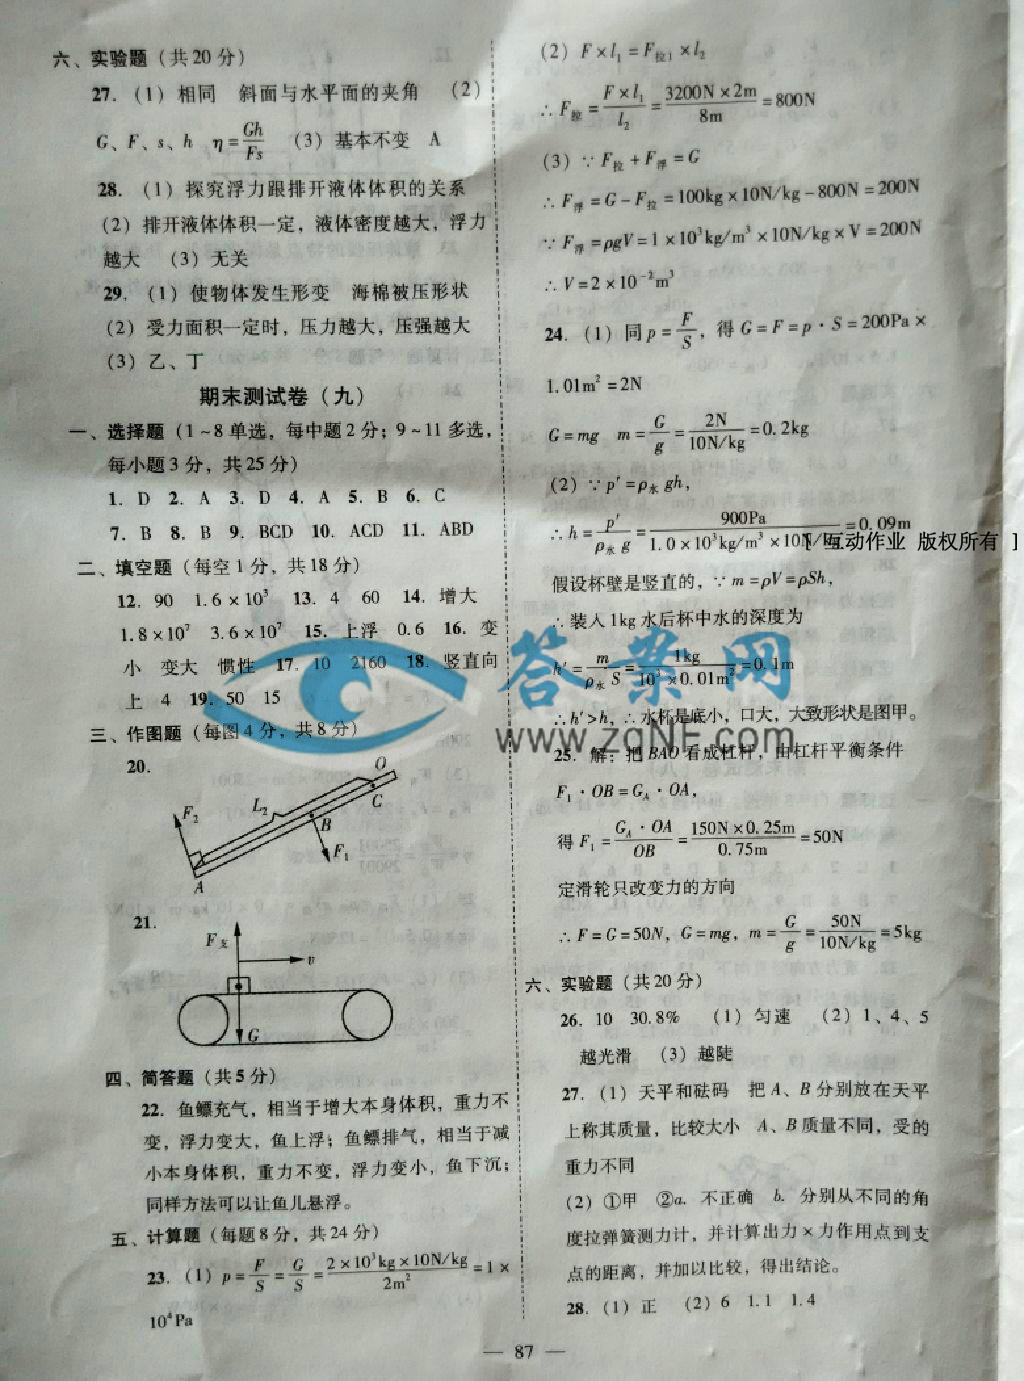 六、实验题（共20分）
27.（1）相同 斜面与水平面的夹角 （2）
G、F、s、h η=Gh/Fs （3）基本不变 A
28.（1）探究浮力跟排开液体体积的关系
（2）排开液体体积一定，液体密度越大，浮力
越大 （3）无关
29.（1）使物体发生形变 海棉被压形状
（2）受力面积一定时，压力越大，压强越大
（3）乙、丁
期末测试卷（九）
一、选择题（1~8单选，每中题2分；9~11多选，
每小题3分，共25分）
1. D 2. A 3. D 4. A 5. B 6. C
7. B 8. B 9. BCD 10. ACD 11. ABD
二、填空题（每空1分，共18分）
12. 90 1.6×10³ 13. 4 60 14. 增大
1.8×10⁷ 3.6×10⁷ 15. 上浮 0.6 16. 变
小 变大 惯性 17. 10 2160 18. 竖直向
上 4 19. 50 15
三、作图题（每图4分，共8分）
20.
O
C
L₂
B
F₂
F₁
A
21.
F支
v
G
四、简答题（共5分）
22. 鱼鳔充气，相当于增大本身体积，重力不
变，浮力变大，鱼上浮；鱼鳔排气，相当于减
小本身体积，重力不变，浮力变小，鱼下沉；
同样方法可以让鱼儿悬浮。
五、计算题（每题8分，共24分）
23.（1）p=F/S=G/S=2×10³kg×10N/kg/2m²=1×
10⁴Pa
（2）F×l₁=F拉1×l₂
∴F拉=F×l₁/l₂=3200N×2m/8m=800N
（3）∵F拉+F浮=G
∴F浮=G-F拉=100kg×10N/kg-800N=200N
∵F浮=ρgV=1×10³kg/m³×10N/kg×V=200N
∴V=2×10⁻²m³
24.（1）同p=F/S，得G=F=p·S=200Pa×
1.01m²=2N
G=mg m=G/g=2N/10N/kg=0.2kg
（2）∵p'=ρ水gh，
∴h=p'/ρ水g=900Pa/1.0×10³kg/m³×10N/kg=0.09m
[ 互动作业 版权所有 ]
假设杯壁是竖直的，∵m=ρV=ρSh，
∴装入1kg水后杯中水的深度为
h'=m/ρ水S=1kg/10³×0.01m²=0.1m
∴h'>h，∴水杯是底小，口大，大致形状是图甲。
25. 解：把BAO看成杠杆，由杠杆平衡条件
F₁·OB=G_A·OA，
得F₁=G_A·OA/OB=150N×0.25m/0.75m=50N
定滑轮只改变力的方向
∴F=G=50N，G=mg，m=G/g=50N/10N/kg=5kg
六、实验题（共20分）
26. 10 30.8% （1）匀速 （2）1、4、5
越光滑 （3）越陡
27.（1）天平和砝码 把A、B分别放在天平
上称其质量，比较大小 A、B质量不同，受的
重力不同
（2）①甲 ②a. 不正确 b. 分别从不同的角
度拉弹簧测力计，并计算出力×力作用点到支
点的距离，并加以比较，得出结论。
28.（1）正 （2）6 1.1 1.4
答案网
www.zqNF.com
— 87 —